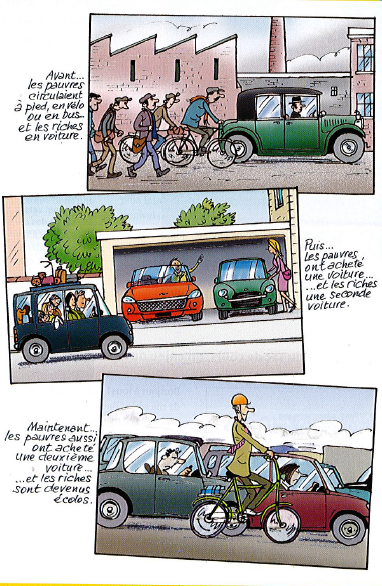 Avant...
les pauvres
circulaient
à pied, en vélo
ou en bus...
et les riches
en voiture.
Puis...
Les pauvres
ont acheté
une voiture...
...et les riches
une seconde
voiture.
Maintenant...
les pauvres aussi
ont acheté
une deuxième
voiture...
...et les riches
sont devenus
écolos.